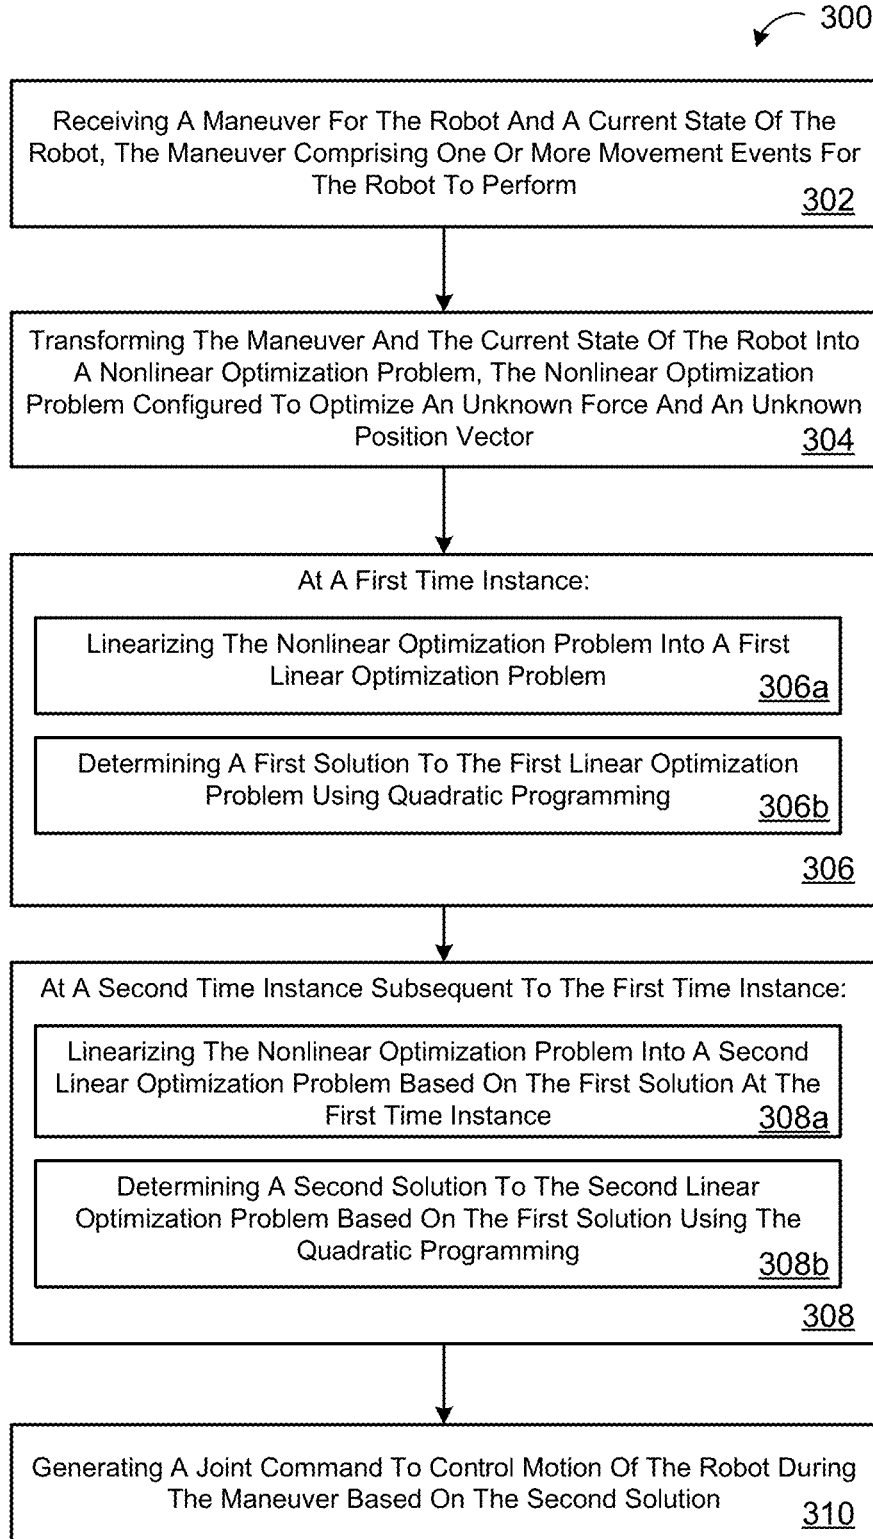 300
Receiving A Maneuver For The Robot And A Current State Of The
Robot, The Maneuver Comprising One Or More Movement Events For
The Robot To Perform
302
Transforming The Maneuver And The Current State Of The Robot Into
A Nonlinear Optimization Problem, The Nonlinear Optimization
Problem Configured To Optimize An Unknown Force And An Unknown
Position Vector
304
At A First Time Instance:
Linearizing The Nonlinear Optimization Problem Into A First
Linear Optimization Problem
306a
Determining A First Solution To The First Linear Optimization
Problem Using Quadratic Programming
306b
306
At A Second Time Instance Subsequent To The First Time Instance:
Linearizing The Nonlinear Optimization Problem Into A Second
Linear Optimization Problem Based On The First Solution At The
First Time Instance
308a
Determining A Second Solution To The Second Linear
Optimization Problem Based On The First Solution Using The
Quadratic Programming
308b
308
Generating A Joint Command To Control Motion Of The Robot During
The Maneuver Based On The Second Solution
310